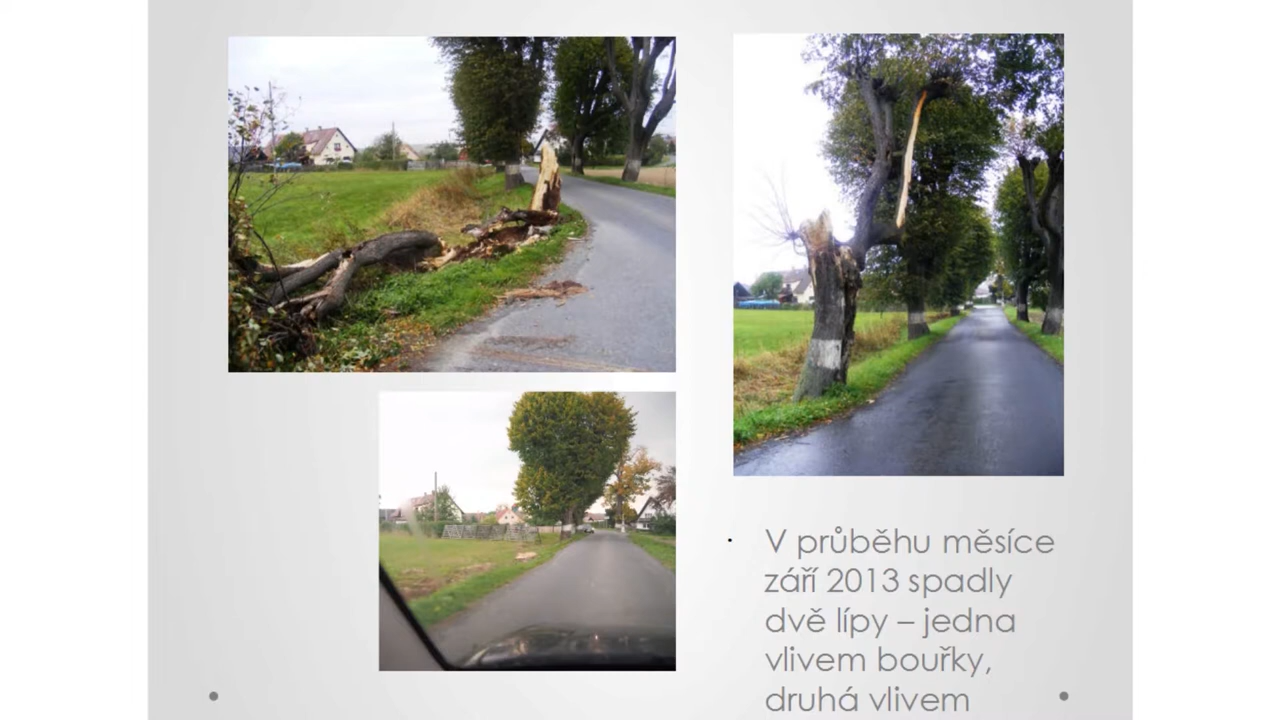 · V průběhu měsíce
září 2013 spadly
dvě lípy – jedna
vlivem bouřky,
druhá vlivem